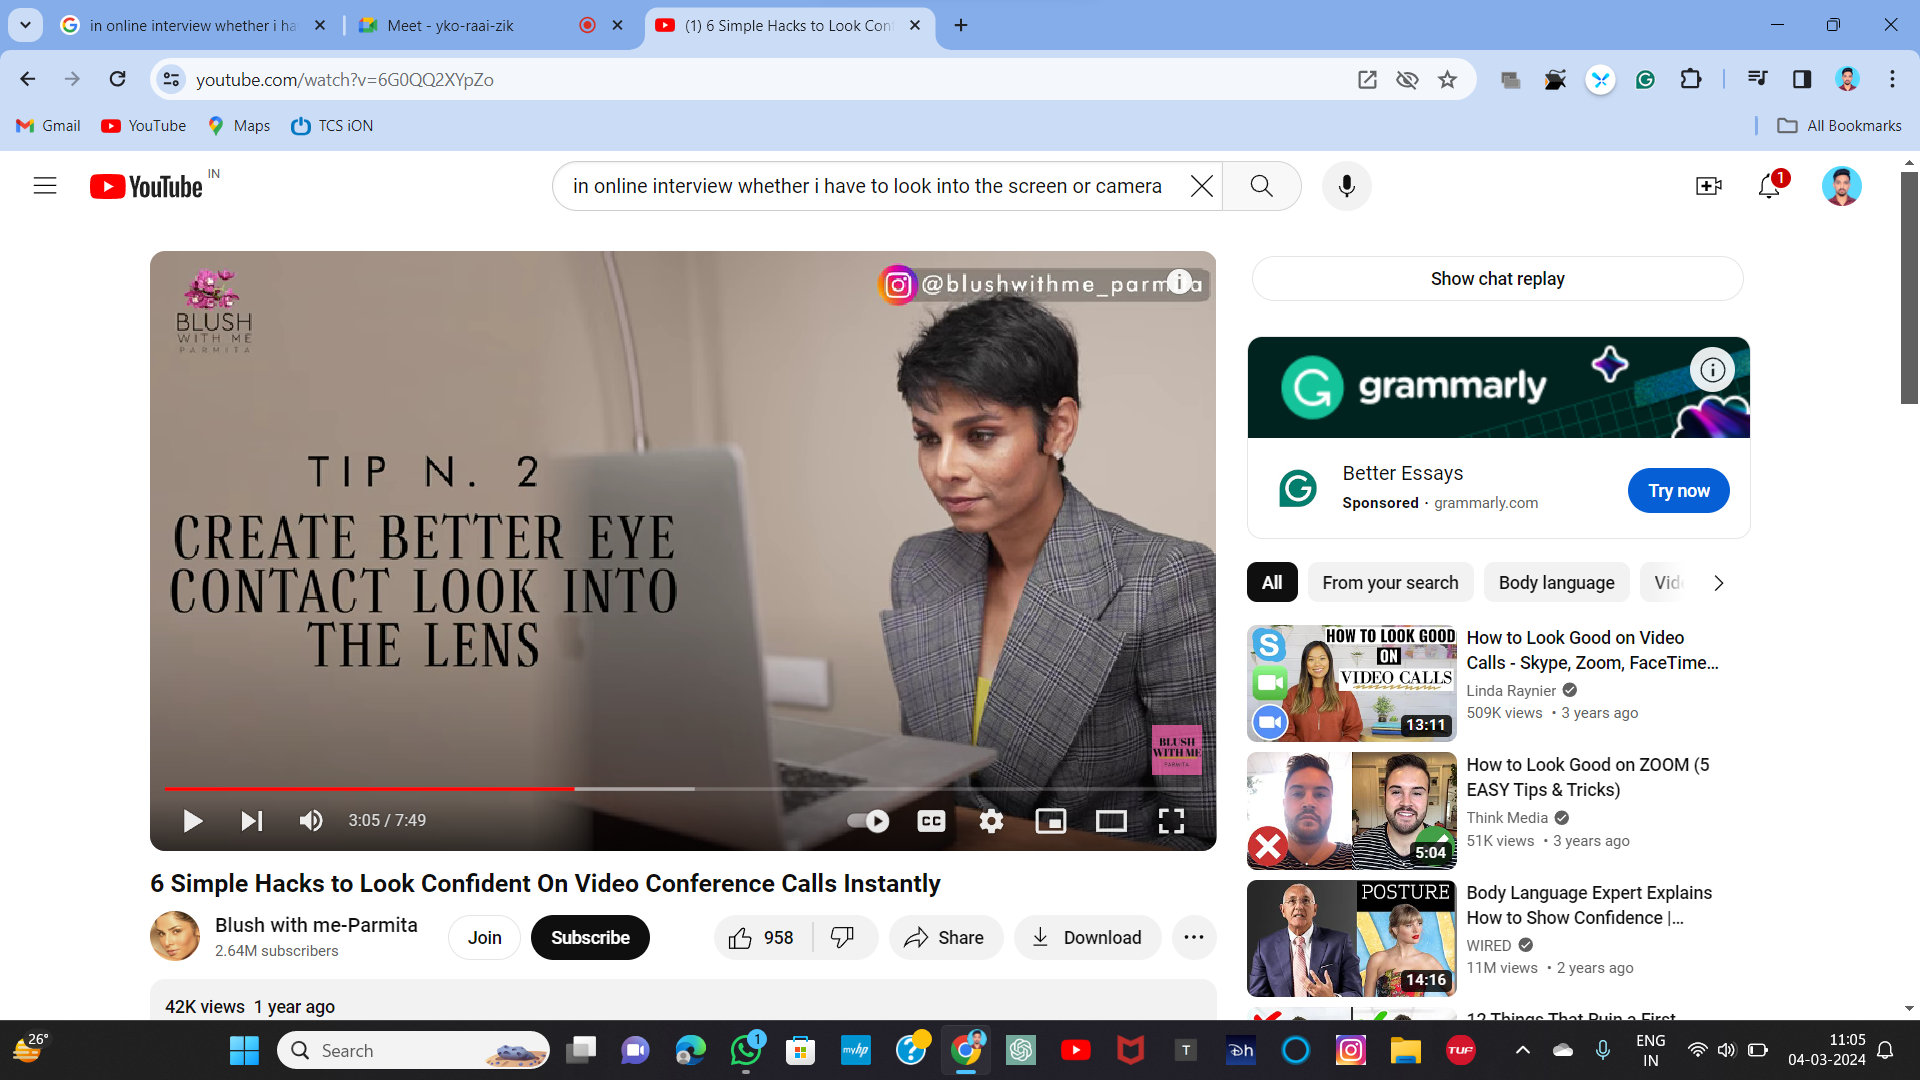 in online interview whether i ha
Meet - yko-raai-zik
(1) 6 Simple Hacks to Look Con
youtube.com/watch?v=6G0QQ2XYpZo
Gmail
YouTube
Maps
TCS iON
All Bookmarks
YouTube IN
in online interview whether i have to look into the screen or camera
1
BLUSH
WITH ME
PARMITA
@blushwithme_parmita
TIP N. 2
CREATE BETTER EYE
CONTACT LOOK INTO
THE LENS
BLUSH
WITH ME
PARMITA
3:05 / 7:49
CC
6 Simple Hacks to Look Confident On Video Conference Calls Instantly
Blush with me-Parmita
2.64M subscribers
Join
Subscribe
958
Share
Download
42K views 1 year ago
Show chat replay
grammarly
Better Essays
Sponsored · grammarly.com
Try now
All
From your search
Body language
Vid
HOW TO LOOK GOOD
ON
VIDEO CALLS
13:11
How to Look Good on Video
Calls - Skype, Zoom, FaceTime...
Linda Raynier
509K views • 3 years ago
5:04
How to Look Good on ZOOM (5
EASY Tips & Tricks)
Think Media
51K views • 3 years ago
POSTURE
14:16
Body Language Expert Explains
How to Show Confidence |...
WIRED
11M views • 2 years ago
12 Things That Ruin a First
26°
Search
1
myhp
T
Dh
TUF
ENG
IN
11:05
04-03-2024